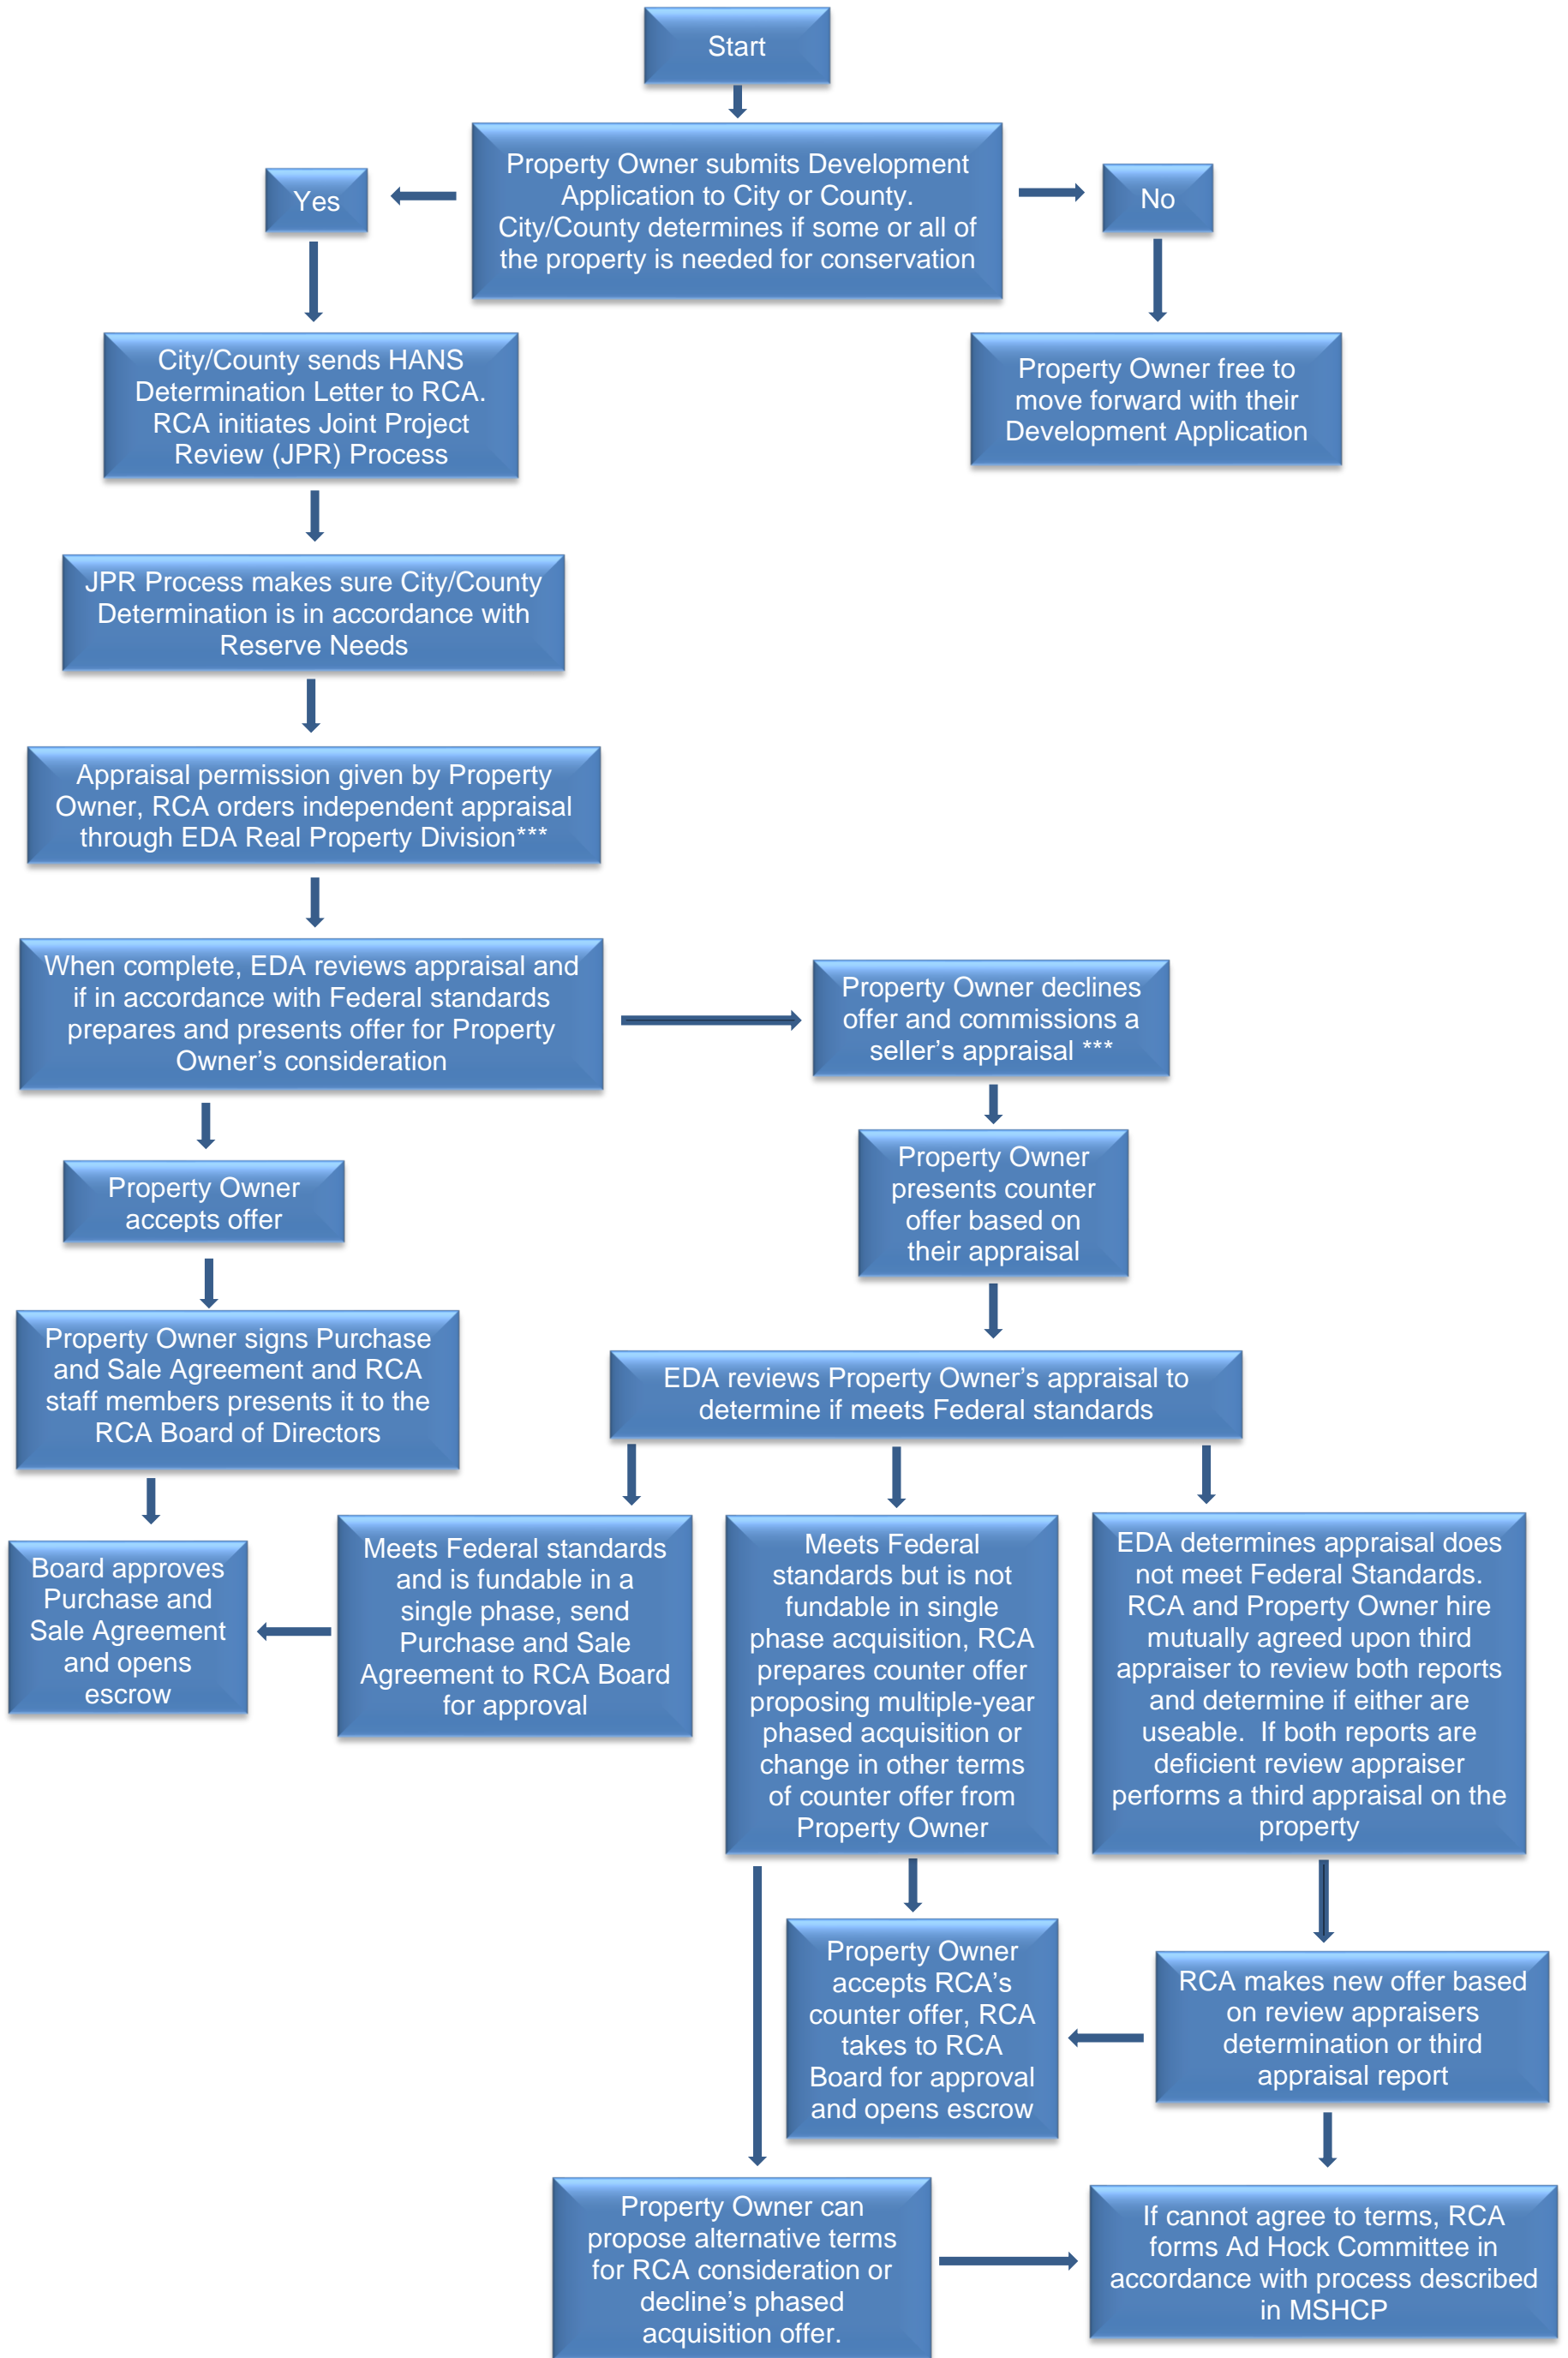 Start
Property Owner submits Development
Application to City or County.
City/County determines if some or all of
the property is needed for conservation
Yes
No
City/County sends HANS
Determination Letter to RCA.
RCA initiates Joint Project
Review (JPR) Process
Property Owner free to
move forward with their
Development Application
JPR Process makes sure City/County
Determination is in accordance with
Reserve Needs
Appraisal permission given by Property
Owner, RCA orders independent appraisal
through EDA Real Property Division***
When complete, EDA reviews appraisal and
if in accordance with Federal standards
prepares and presents offer for Property
Owner’s consideration
Property Owner declines
offer and commissions a
seller’s appraisal ***
Property Owner
accepts offer
Property Owner
presents counter
offer based on
their appraisal
Property Owner signs Purchase
and Sale Agreement and RCA
staff members presents it to the
RCA Board of Directors
EDA reviews Property Owner’s appraisal to
determine if meets Federal standards
Board approves
Purchase and
Sale Agreement
and opens
escrow
Meets Federal standards
and is fundable in a
single phase, send
Purchase and Sale
Agreement to RCA Board
for approval
Meets Federal
standards but is not
fundable in single
phase acquisition, RCA
prepares counter offer
proposing multiple-year
phased acquisition or
change in other terms
of counter offer from
Property Owner
EDA determines appraisal does
not meet Federal Standards.
RCA and Property Owner hire
mutually agreed upon third
appraiser to review both reports
and determine if either are
useable.  If both reports are
deficient review appraiser
performs a third appraisal on the
property
Property Owner
accepts RCA’s
counter offer, RCA
takes to RCA
Board for approval
and opens escrow
RCA makes new offer based
on review appraisers
determination or third
appraisal report
Property Owner can
propose alternative terms
for RCA consideration or
decline’s phased
acquisition offer.
If cannot agree to terms, RCA
forms Ad Hock Committee in
accordance with process described
in MSHCP